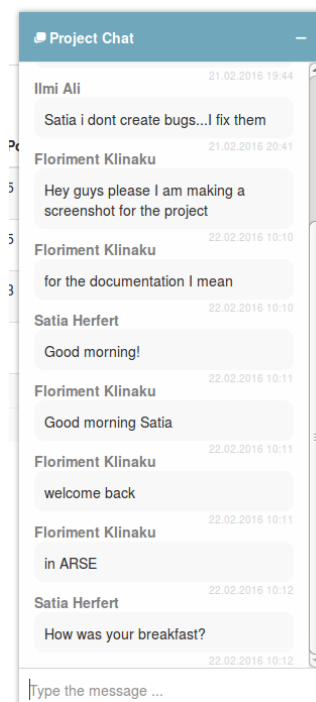 Project Chat
21.02.2016 19:44
Ilmi Ali
Satia i dont create bugs...I fix them
21.02.2016 20:41
Floriment Klinaku
Hey guys please I am making a
screenshot for the project
22.02.2016 10:10
Floriment Klinaku
for the documentation I mean
22.02.2016 10:10
Satia Herfert
Good morning!
22.02.2016 10:11
Floriment Klinaku
Good morning Satia
22.02.2016 10:11
Floriment Klinaku
welcome back
22.02.2016 10:11
Floriment Klinaku
in ARSE
22.02.2016 10:12
Satia Herfert
How was your breakfast?
22.02.2016 10:12
Type the message ...